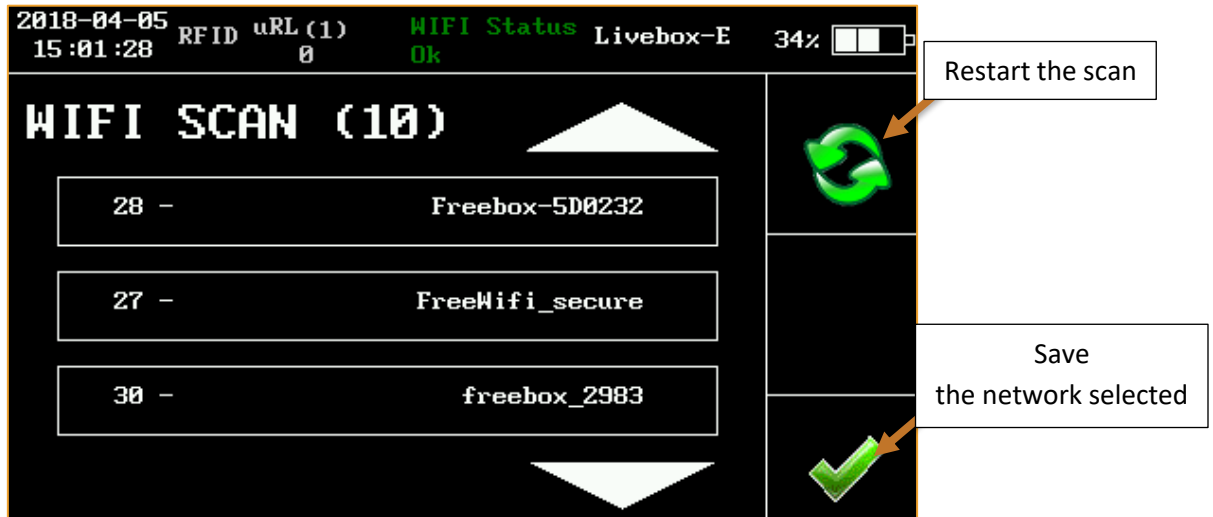 2018-04-05 RFID uRL(1) WIFI Status Livebox-E 34%
15:01:28 0 Ok
Restart the scan
WIFI SCAN (10)
28 - Freebox-5D0232
27 - FreeWifi_secure
30 - freebox_2983
Save
the network selected